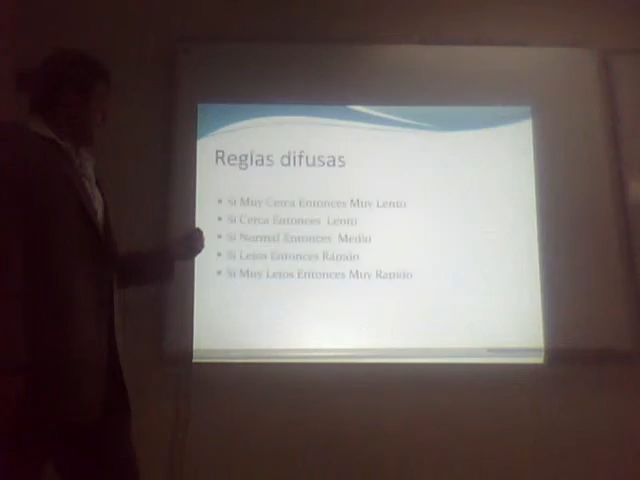 Reglas difusas
Si Muy Cerca Entonces Muy Lento
Si Cerca Entonces Lento
Si Normal Entonces Medio
Si Lejos Entonces Rápido
Si Muy Lejos Entonces Muy Rapido